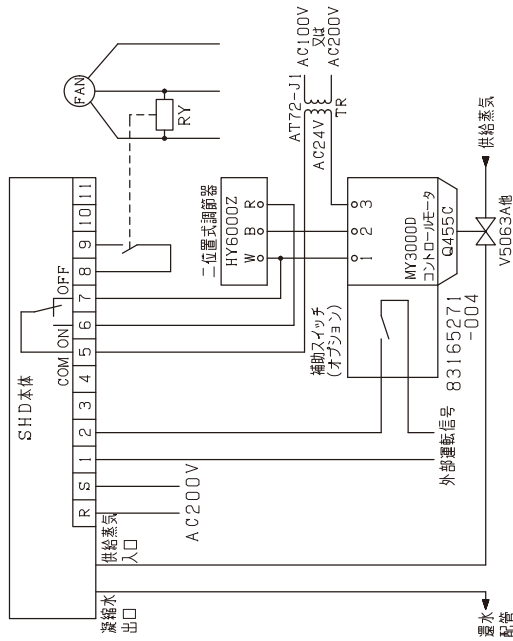 FAN
RY
AC100V
又は
AC200V
AT72-J1
AC24V
TR
SHD本体
COM ON OFF
R S 1 2 3 4 5 6 7 8 9 10 11
二位置式調節器
HY6000Z
W B R
AC200V
補助スイッチ
(オプション)
1 2 3
MY3000D
コントロールモータ
Q455C
83165271
-004
外部運転信号
供給蒸気
V5063A他
供給蒸気
入口
凝縮水
出口
還水
配管